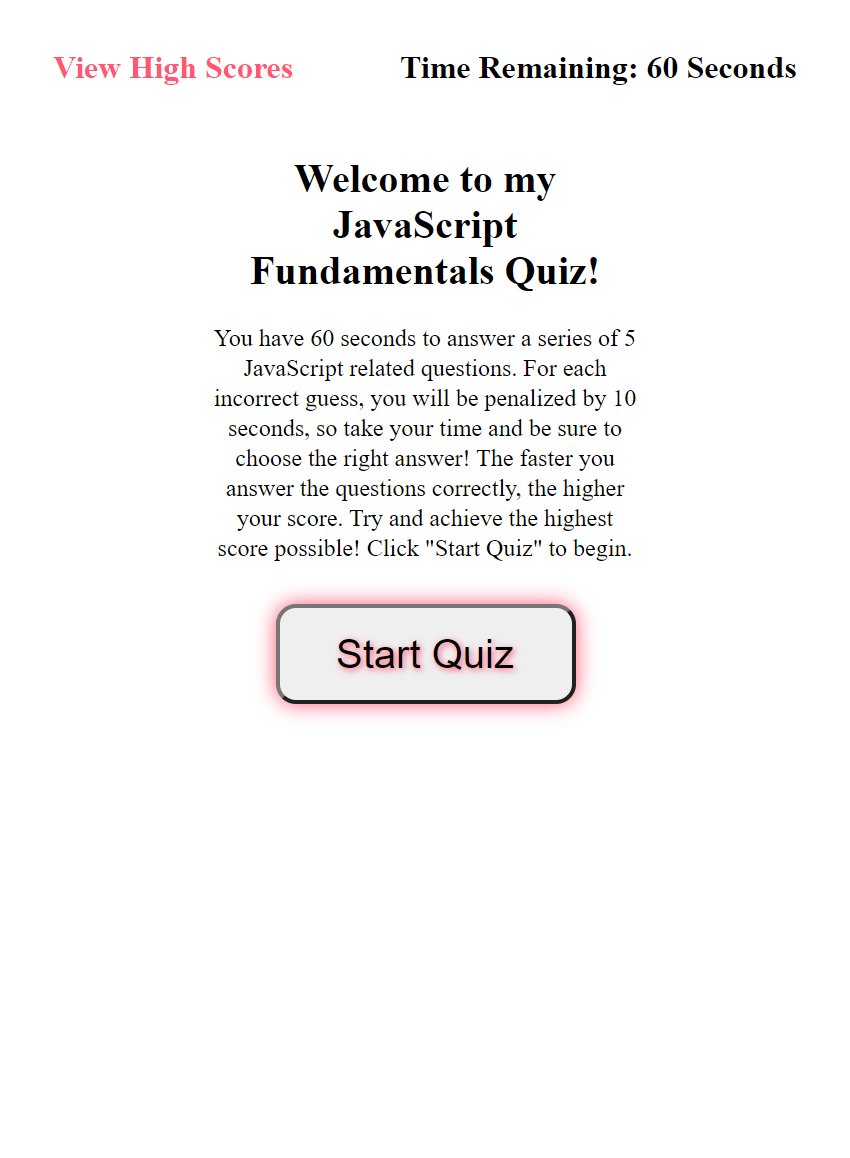 View High Scores
Time Remaining: 60 Seconds
Welcome to my
JavaScript
Fundamentals Quiz!
You have 60 seconds to answer a series of 5
JavaScript related questions. For each
incorrect guess, you will be penalized by 10
seconds, so take your time and be sure to
choose the right answer! The faster you
answer the questions correctly, the higher
your score. Try and achieve the highest
score possible! Click "Start Quiz" to begin.
Start Quiz